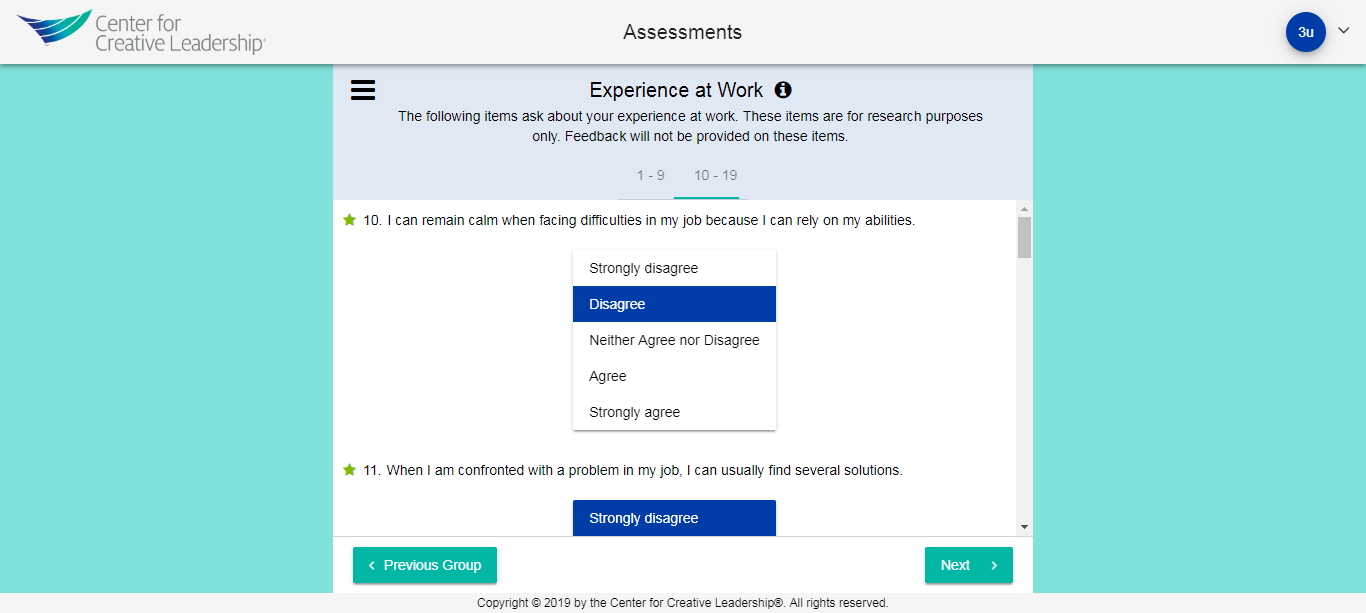 Center for
Creative Leadership®
Assessments
3u
Experience at Work
The following items ask about your experience at work. These items are for research purposes
only. Feedback will not be provided on these items.
1 - 9
10 - 19
10. I can remain calm when facing difficulties in my job because I can rely on my abilities.
Strongly disagree
Disagree
Neither Agree nor Disagree
Agree
Strongly agree
11. When I am confronted with a problem in my job, I can usually find several solutions.
Strongly disagree
Previous Group
Next
Copyright © 2019 by the Center for Creative Leadership®. All rights reserved.